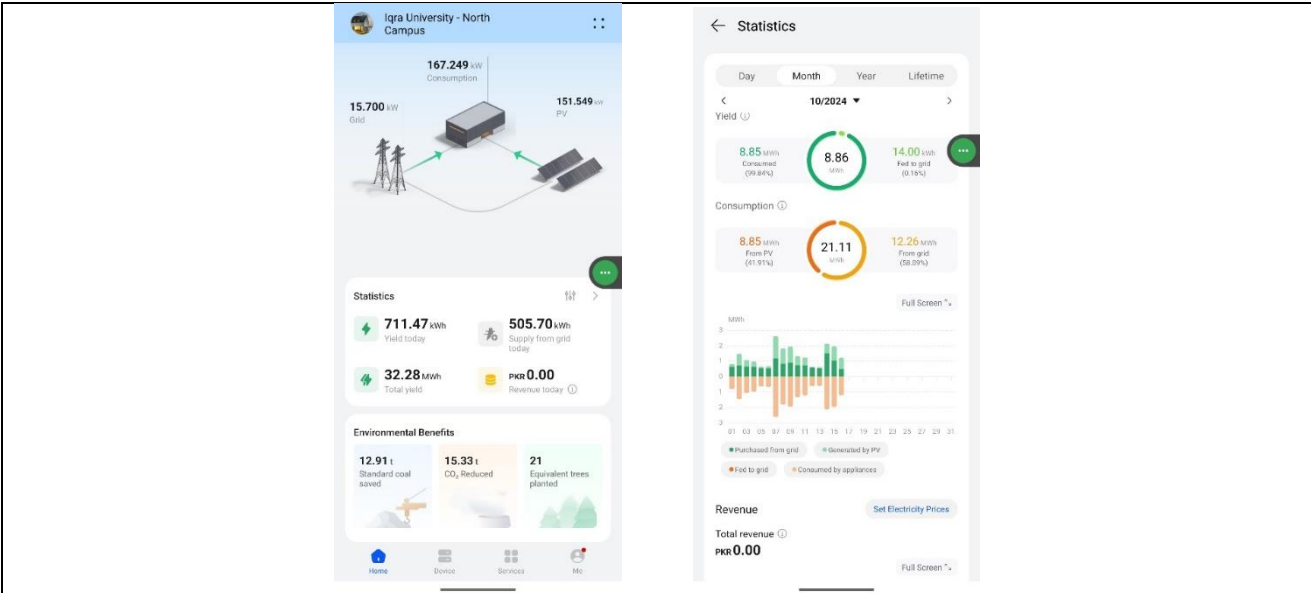 Iqra University - North
Campus
167.249 kW
Consumption
15.700 kW
Grid
151.549 kW
PV
Statistics
711.47 kWh
Yield today
505.70 kWh
Supply from grid
today
32.28 MWh
Total yield
PKR 0.00
Revenue today
Environmental Benefits
12.91 t
Standard coal
saved
15.33 t
CO₂ Reduced
21
Equivalent trees
planted
Home
Device
Services
Me
Statistics
Day Month Year Lifetime
10/2024
Yield
8.85 MWh
Consumed
(99.84%)
8.86
MWh
14.00 kWh
Fed to grid
(0.16%)
Consumption
8.85 MWh
From PV
(41.91%)
21.11
MWh
12.26 MWh
From grid
(58.09%)
Full Screen
MWh
3
2
1
0
1
2
3
01 03 05 07 09 11 13 15 17 19 21 23 25 27 29 31
Purchased from grid
Generated by PV
Fed to grid
Consumed by appliances
Revenue
Set Electricity Prices
Total revenue
PKR 0.00
Full Screen